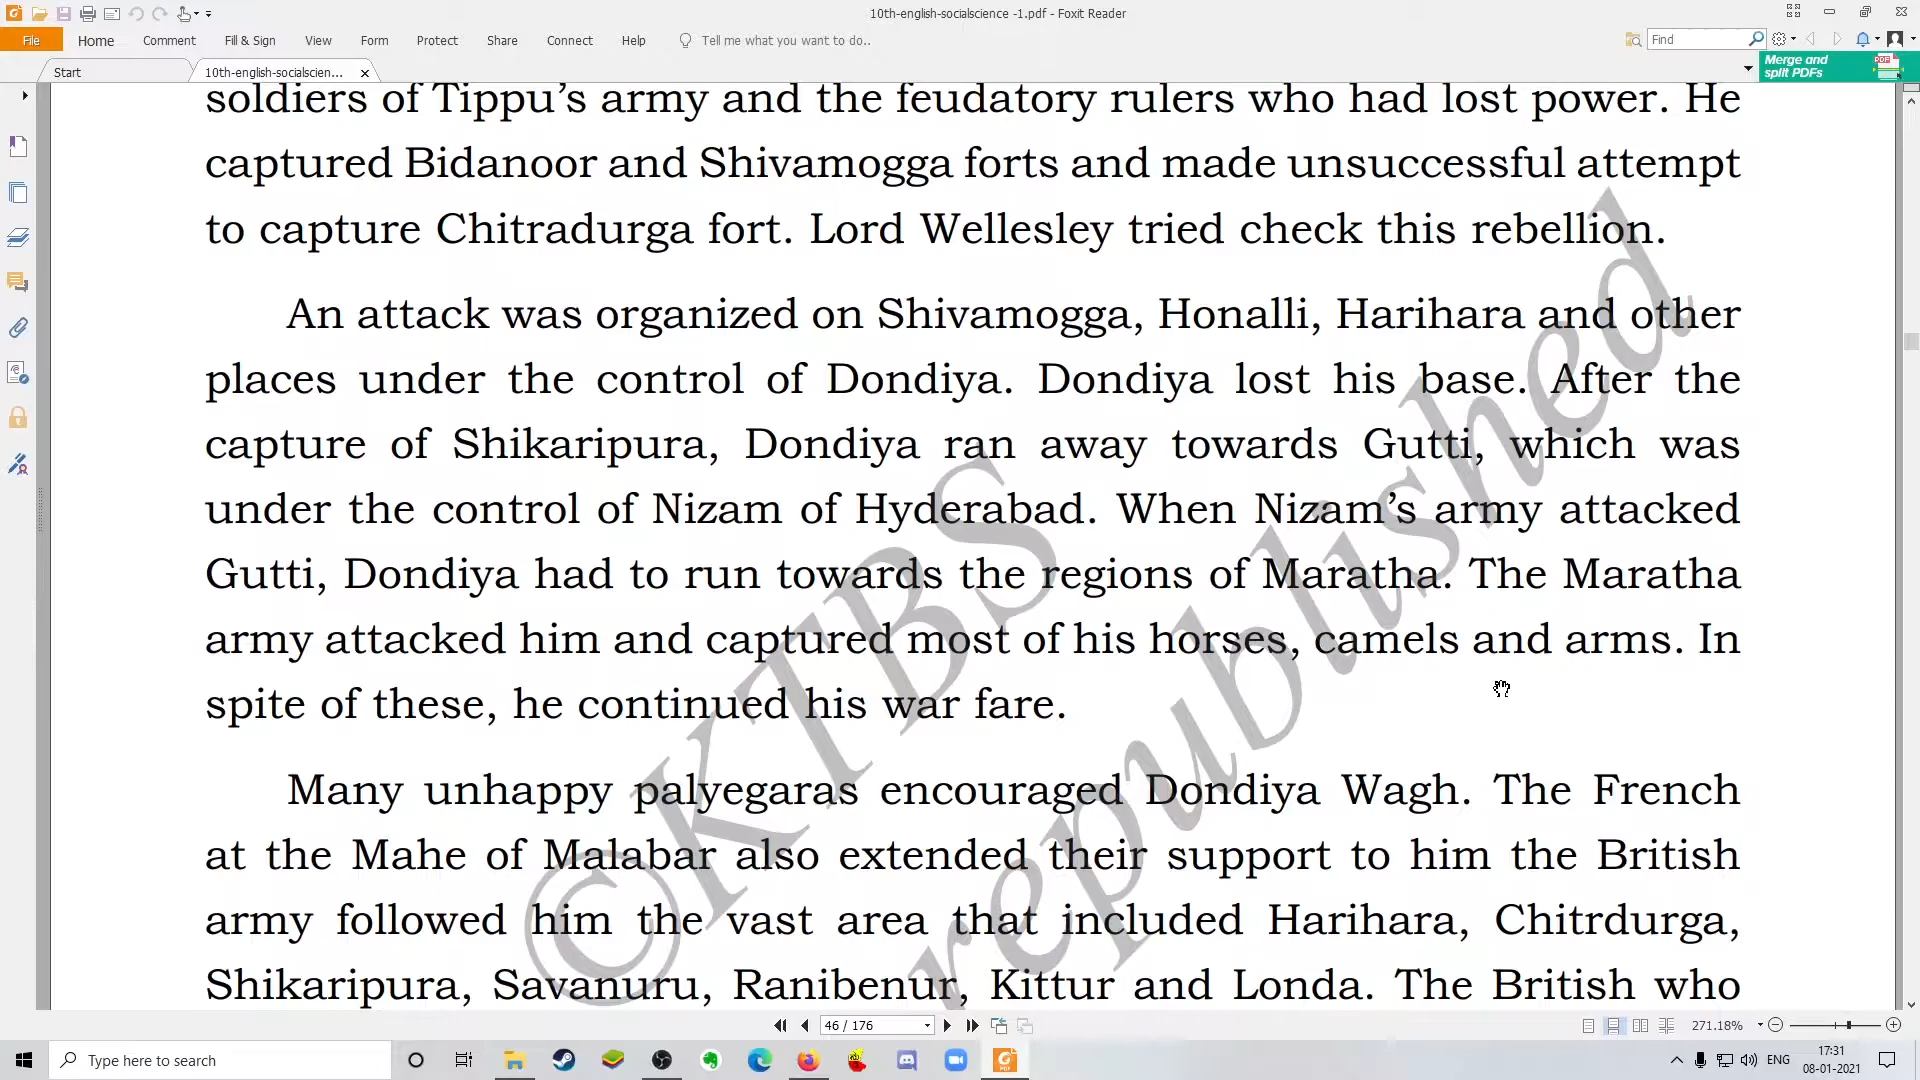 10th-english-socialscience -1.pdf - Foxit Reader
File Home Comment Fill & Sign View Form Protect Share Connect Help Tell me what you want to do.. Find
Start 10th-english-socialscien...
Merge and
split PDFs
soldiers of Tippu's army and the feudatory rulers who had lost power. He
captured Bidanoor and Shivamogga forts and made unsuccessful attempt
to capture Chitradurga fort. Lord Wellesley tried check this rebellion.
An attack was organized on Shivamogga, Honalli, Harihara and other
places under the control of Dondiya. Dondiya lost his base. After the
capture of Shikaripura, Dondiya ran away towards Gutti, which was
under the control of Nizam of Hyderabad. When Nizam's army attacked
Gutti, Dondiya had to run towards the regions of Maratha. The Maratha
army attacked him and captured most of his horses, camels and arms. In
spite of these, he continued his war fare.
Many unhappy palyegaras encouraged Dondiya Wagh. The French
at the Mahe of Malabar also extended their support to him the British
army followed him the vast area that included Harihara, Chitrdurga,
Shikaripura, Savanuru, Ranibenur, Kittur and Londa. The British who
©KTBS
republished
46 / 176
271.18%
Type here to search
ENG
17:31
08-01-2021